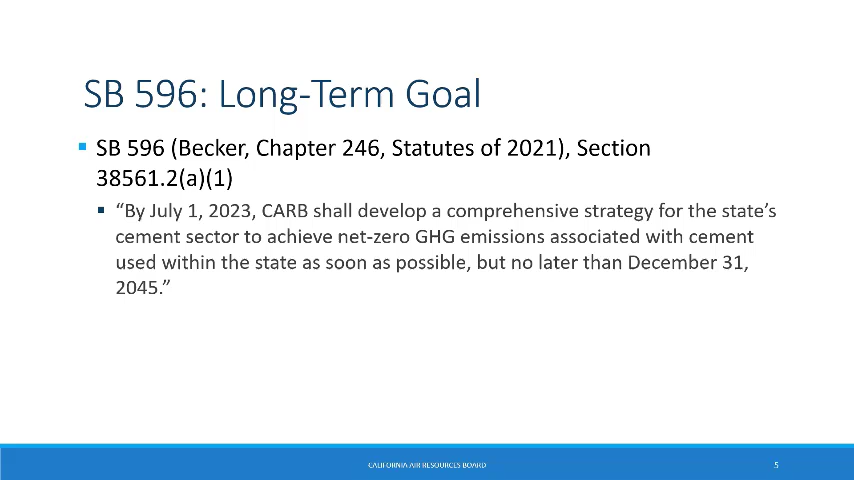 SB 596: Long-Term Goal
SB 596 (Becker, Chapter 246, Statutes of 2021), Section
38561.2(a)(1)
“By July 1, 2023, CARB shall develop a comprehensive strategy for the state’s
cement sector to achieve net-zero GHG emissions associated with cement
used within the state as soon as possible, but no later than December 31,
2045.”
CALIFORNIA AIR RESOURCES BOARD
5